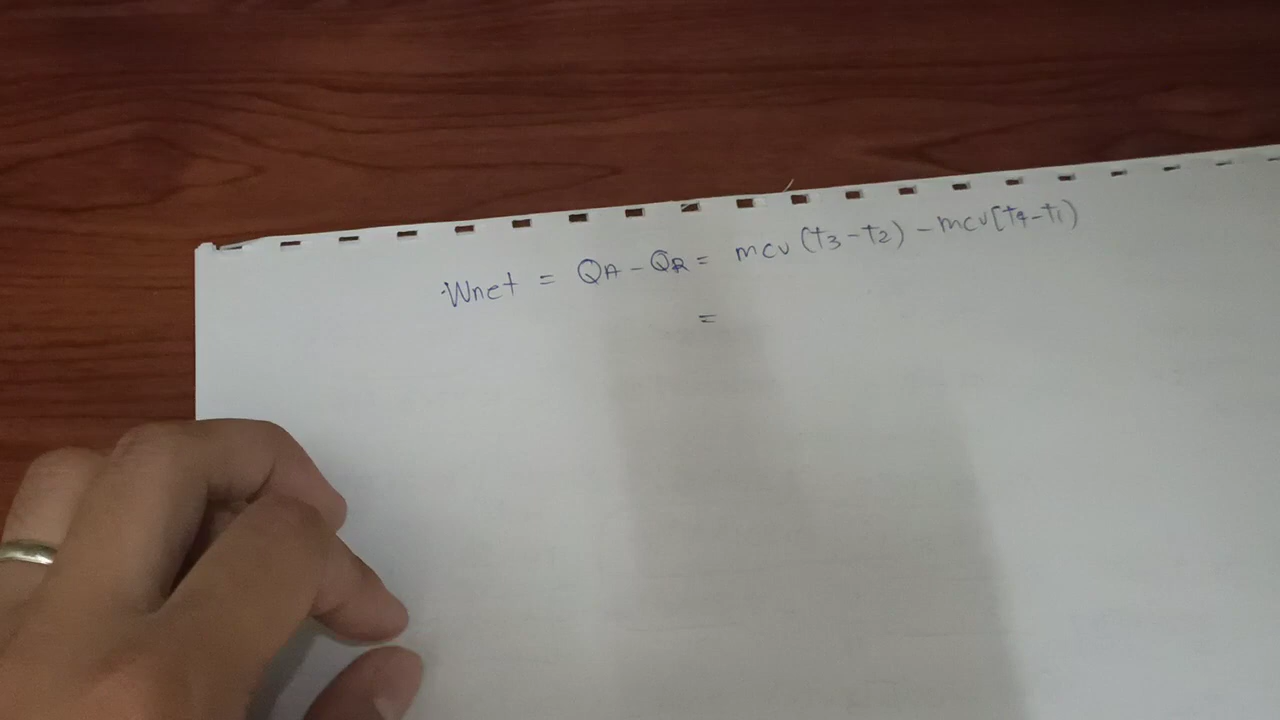 Wnet = QA - QR = mcv (t3 - t2) - mcv [t4 - t1)
=